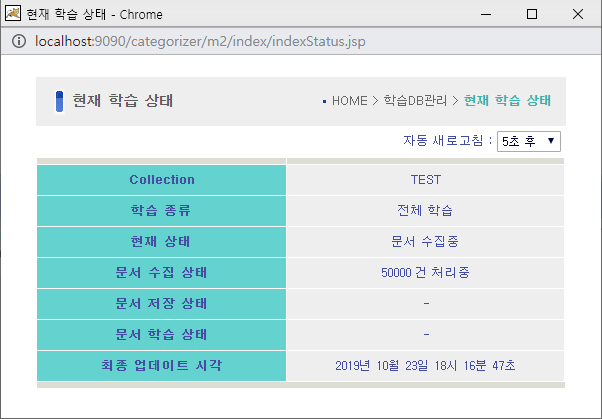 현재 학습 상태 - Chrome
localhost:9090/categorizer/m2/index/indexStatus.jsp
현재 학습 상태
HOME > 학습DB관리 > 현재 학습 상태
자동 새로고침 : 5초 후
Collection TEST
학습 종류 전체 학습
현재 상태 문서 수집중
문서 수집 상태 50000 건 처리중
문서 저장 상태 -
문서 학습 상태 -
최종 업데이트 시각 2019년 10월 23일 18시 16분 47초